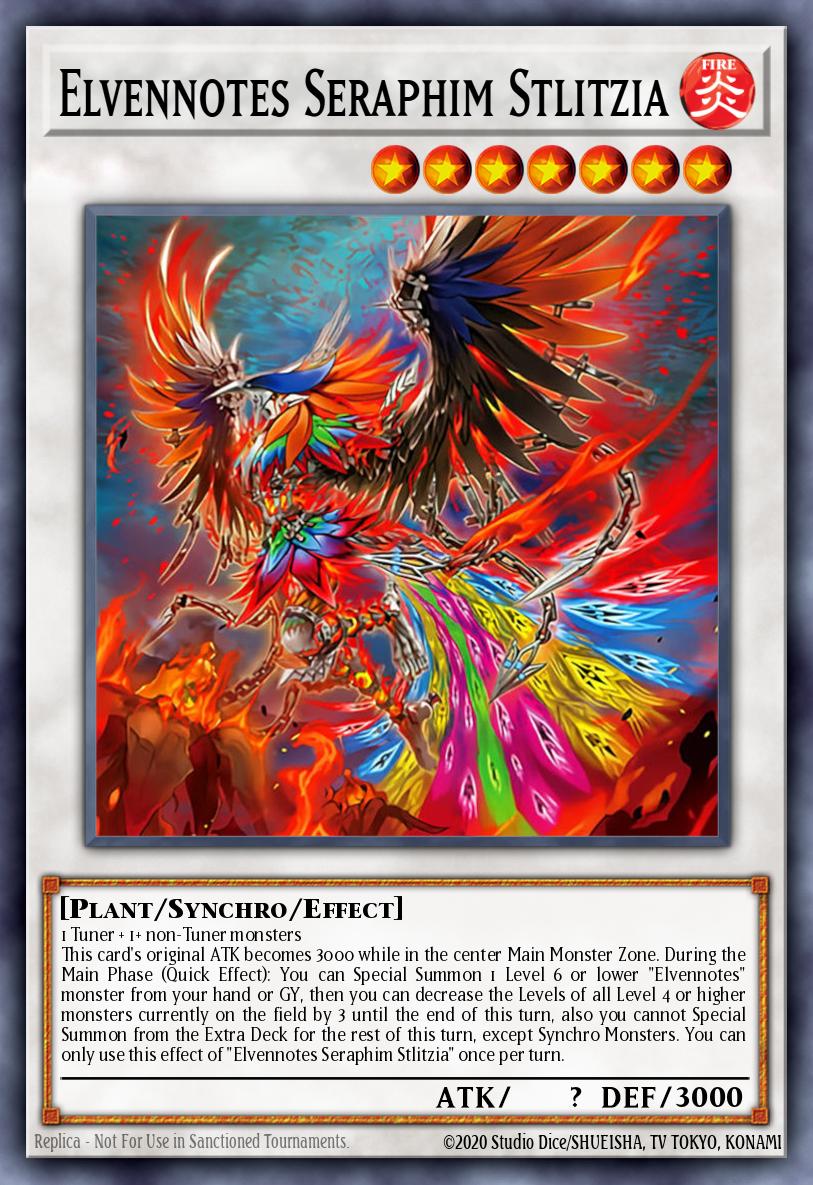 Elvennotes Seraphim Stlitzia
FIRE
炎
[Plant/Synchro/Effect]
1 Tuner + 1+ non-Tuner monsters
This card's original ATK becomes 3000 while in the center Main Monster Zone. During the
Main Phase (Quick Effect): You can Special Summon 1 Level 6 or lower "Elvennotes"
monster from your hand or GY, then you can decrease the Levels of all Level 4 or higher
monsters currently on the field by 3 until the end of this turn, also you cannot Special
Summon from the Extra Deck for the rest of this turn, except Synchro Monsters. You can
only use this effect of "Elvennotes Seraphim Stlitzia" once per turn.
ATK/ ? DEF/3000
Replica - Not For Use in Sanctioned Tournaments.
©2020 Studio Dice/SHUEISHA, TV TOKYO, KONAMI